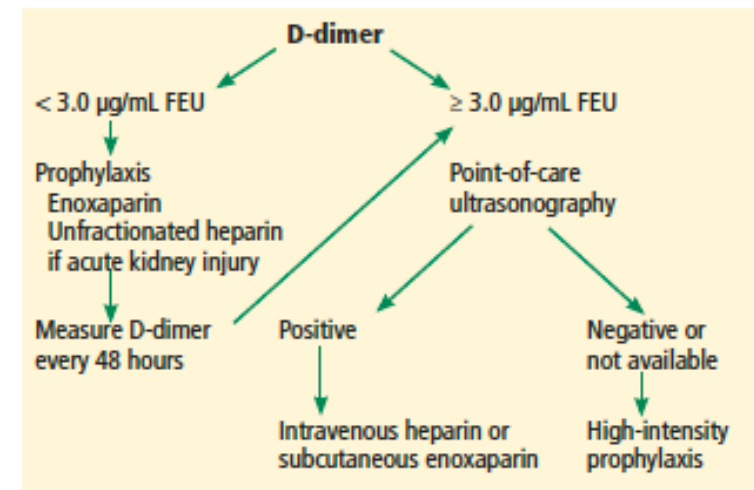 D-dimer
< 3.0 µg/mL FEU
≥ 3.0 µg/mL FEU
Prophylaxis
Enoxaparin
Unfractionated heparin
if acute kidney injury
Point-of-care
ultrasonography
Measure D-dimer
every 48 hours
Positive
Negative or
not available
Intravenous heparin or
subcutaneous enoxaparin
High-intensity
prophylaxis